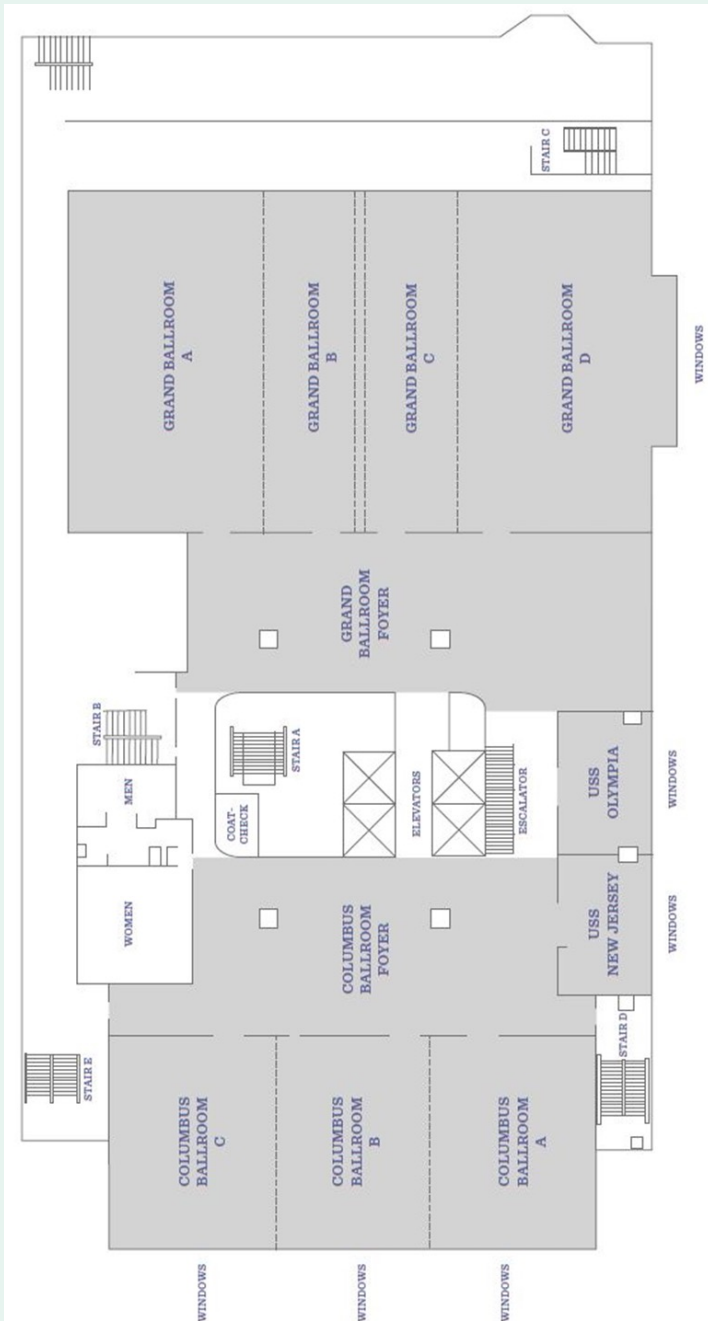 STAIR C
GRAND BALLROOM
A
GRAND BALLROOM
B
GRAND BALLROOM
C
GRAND BALLROOM
D
WINDOWS
GRAND
BALLROOM
FOYER
STAIR B
MEN
STAIR A
COAT-
CHECK
ELEVATORS
ESCALATOR
USS
OLYMPIA
WINDOWS
WOMEN
COLUMBUS
BALLROOM
FOYER
USS
NEW JERSEY
WINDOWS
STAIR E
STAIR D
COLUMBUS
BALLROOM
C
COLUMBUS
BALLROOM
B
COLUMBUS
BALLROOM
A
WINDOWS
WINDOWS
WINDOWS